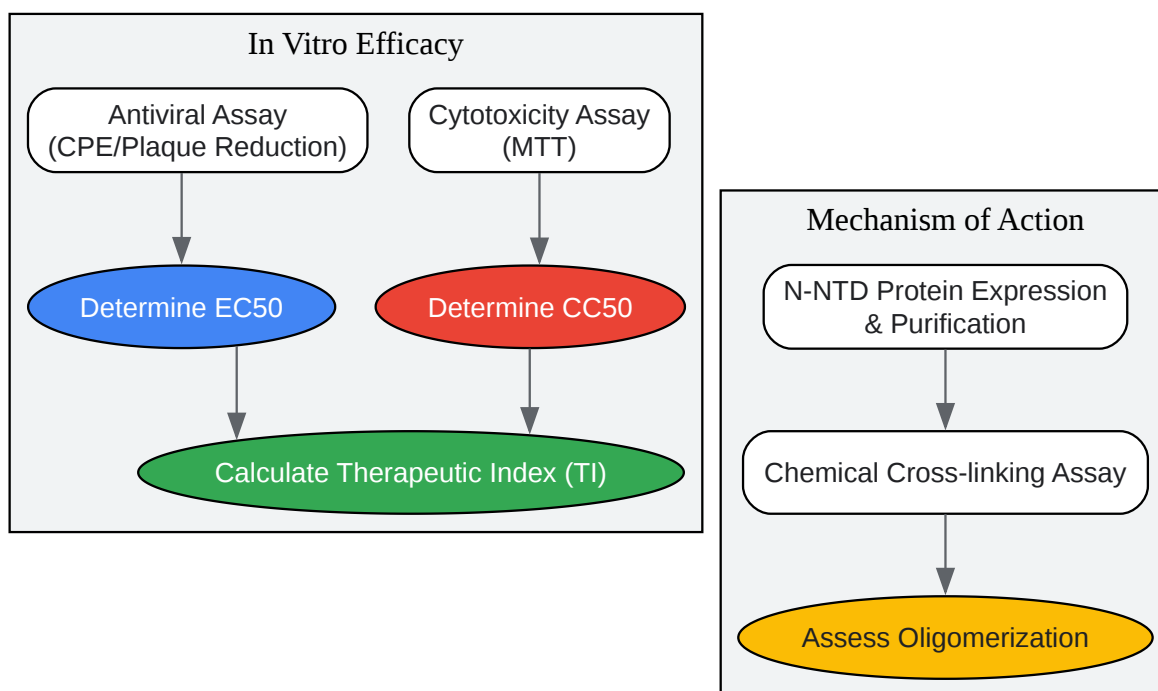 In Vitro Efficacy
Antiviral Assay
(CPE/Plaque Reduction)
Cytotoxicity Assay
(MTT)
Determine EC50
Determine CC50
Calculate Therapeutic Index (TI)
Mechanism of Action
N-NTD Protein Expression
& Purification
Chemical Cross-linking Assay
Assess Oligomerization